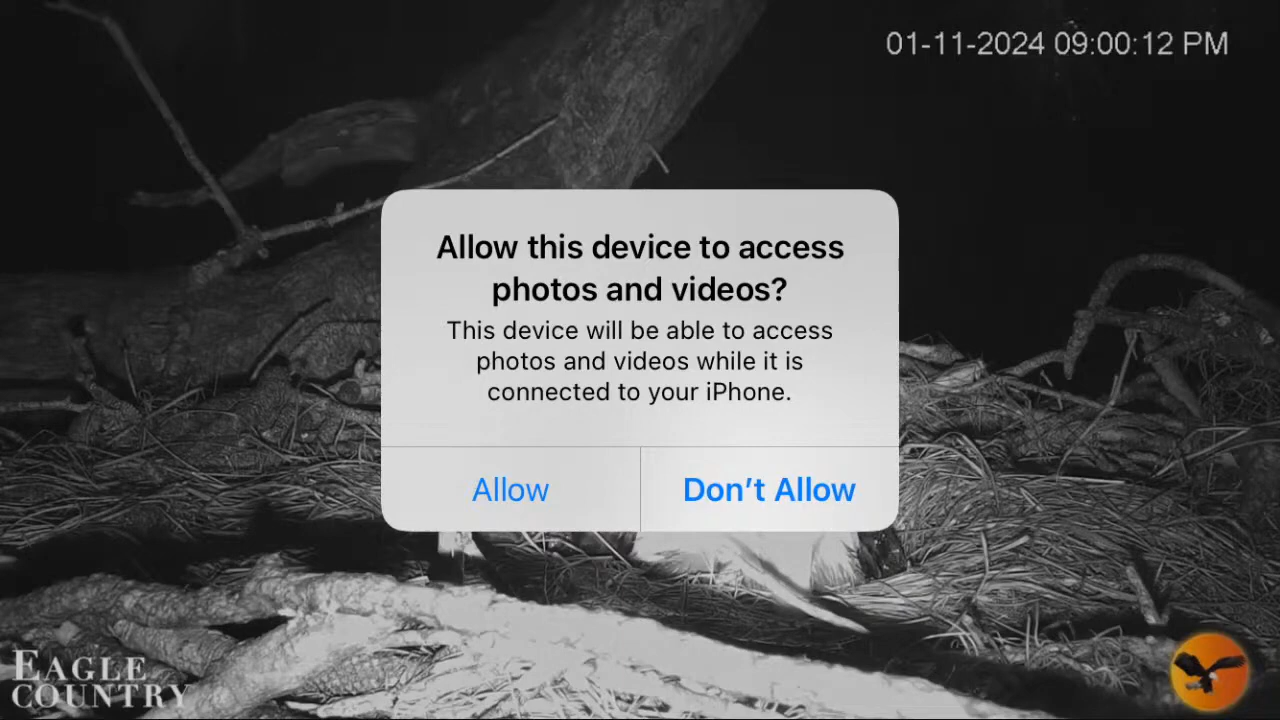 01-11-2024 09:00:12 PM
Allow this device to access
photos and videos?
This device will be able to access
photos and videos while it is
connected to your iPhone.
Allow
Don’t Allow
EAGLE
COUNTRY